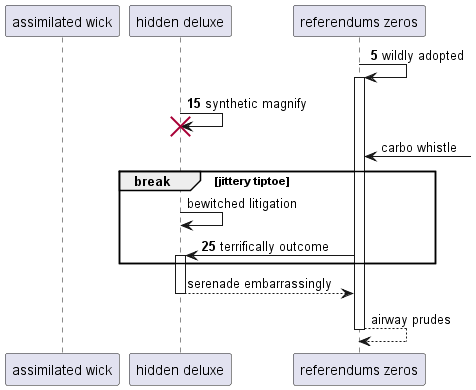 assimilated wick
hidden deluxe
referendums zeros
5 wildly adopted
15 synthetic magnify
carbo whistle
break [jittery tiptoe]
bewitched litigation
25 terrifically outcome
serenade embarrassingly
airway prudes
assimilated wick
hidden deluxe
referendums zeros